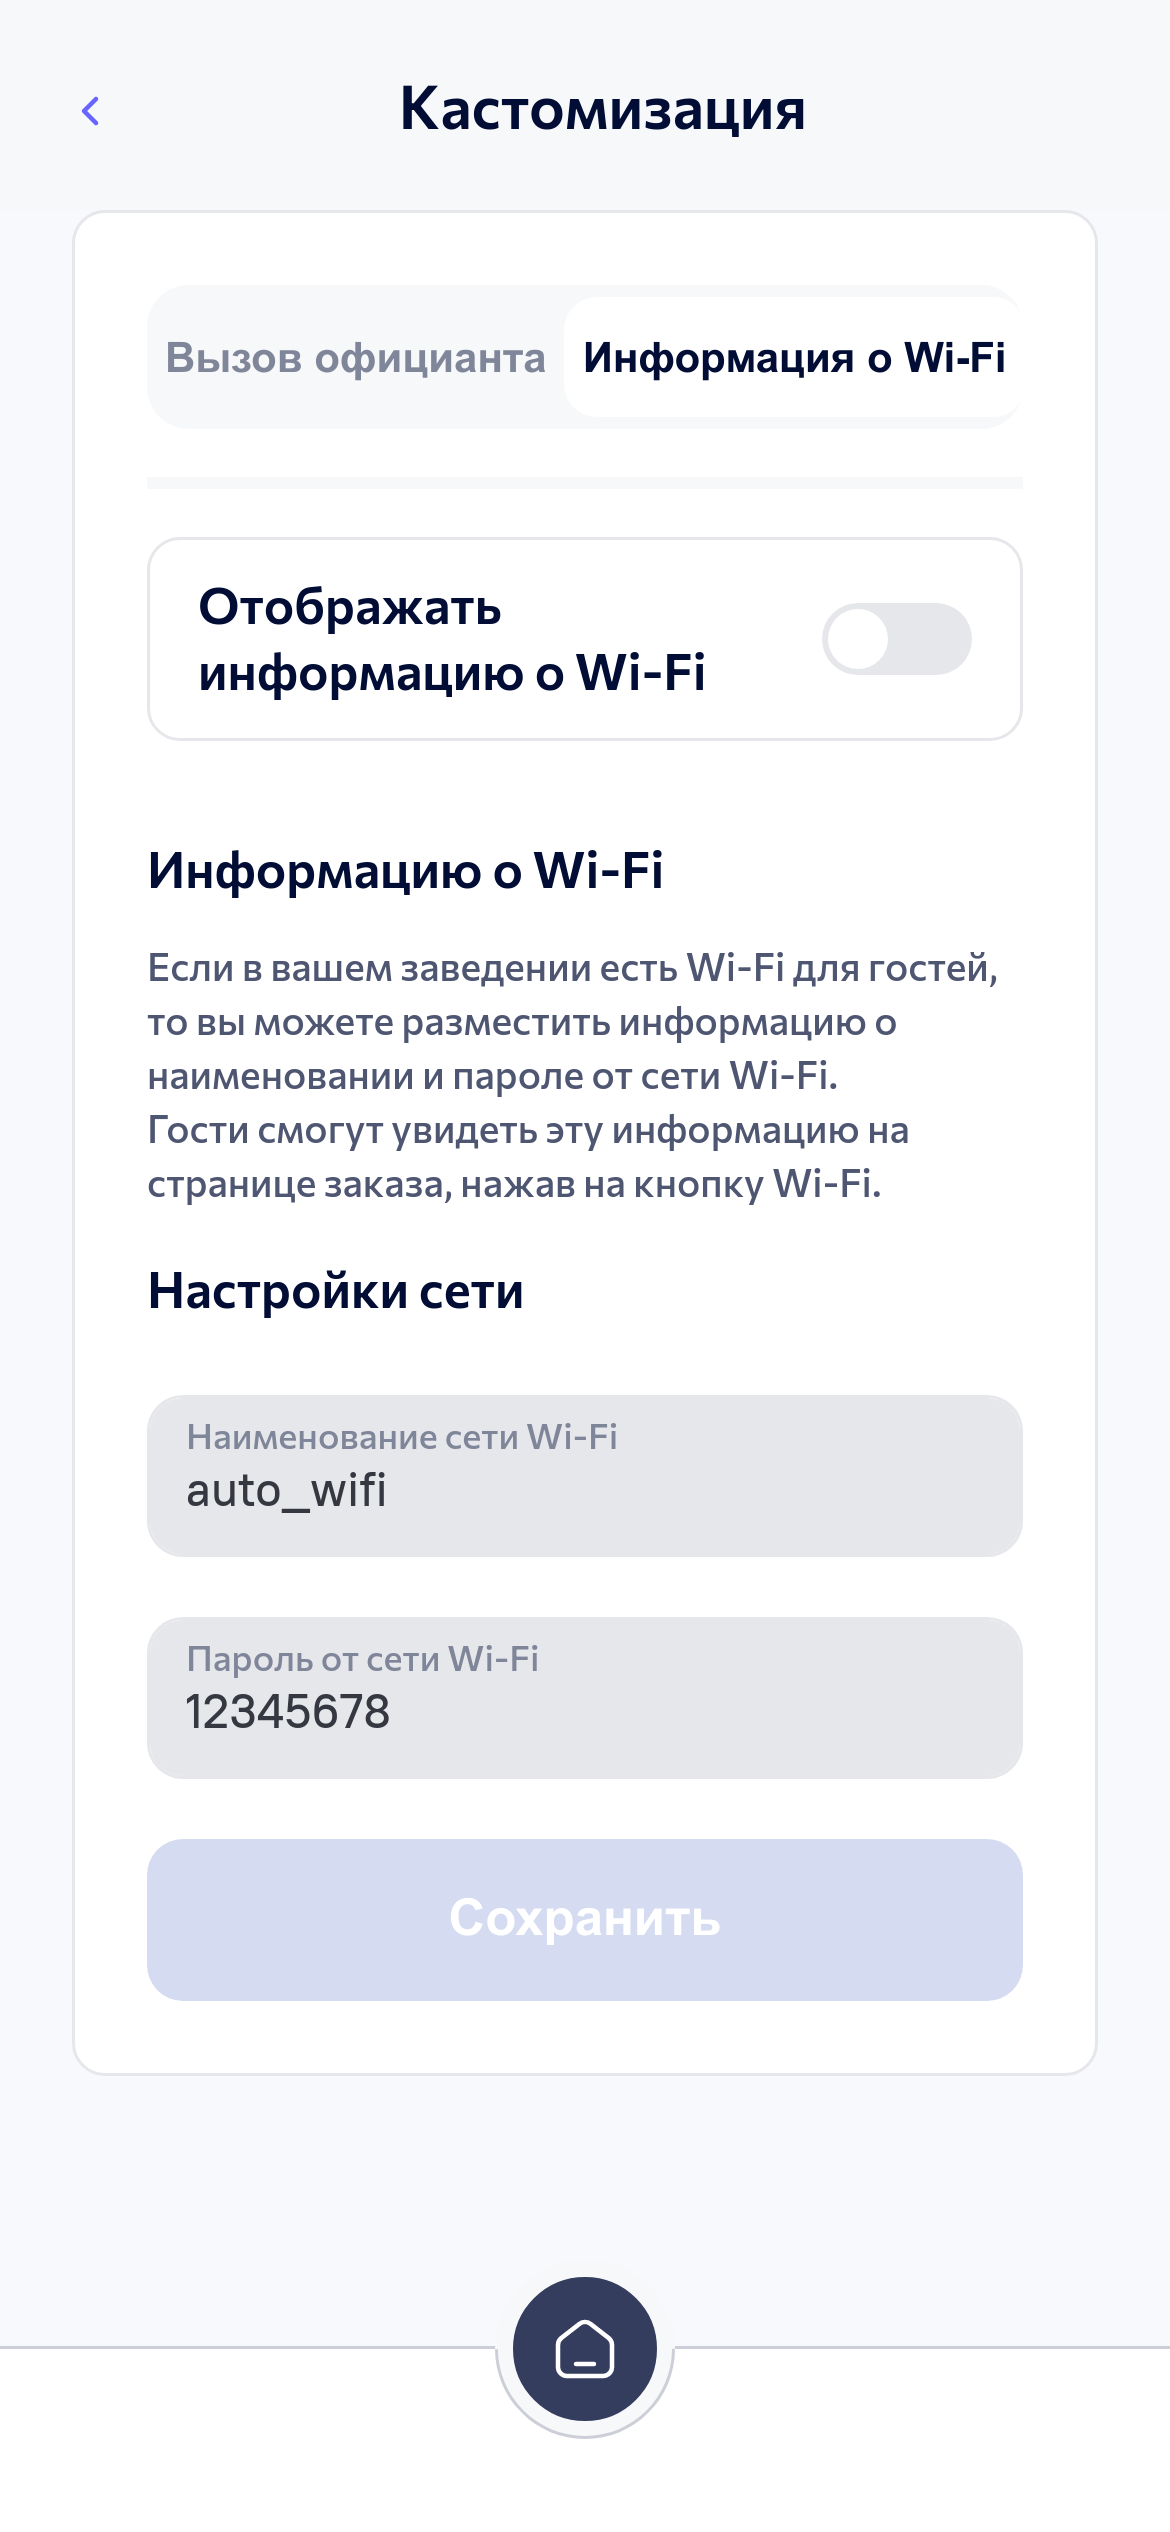 Кастомизация
Вызов официанта
Информация о Wi-Fi
Отображать
информацию о Wi-Fi
Информацию о Wi-Fi
Если в вашем заведении есть Wi-Fi для гостей,
то вы можете разместить информацию о
наименовании и пароле от сети Wi-Fi.
Гости смогут увидеть эту информацию на
странице заказа, нажав на кнопку Wi-Fi.
Настройки сети
Наименование сети Wi-Fi
auto_wifi
Пароль от сети Wi-Fi
12345678
Сохранить